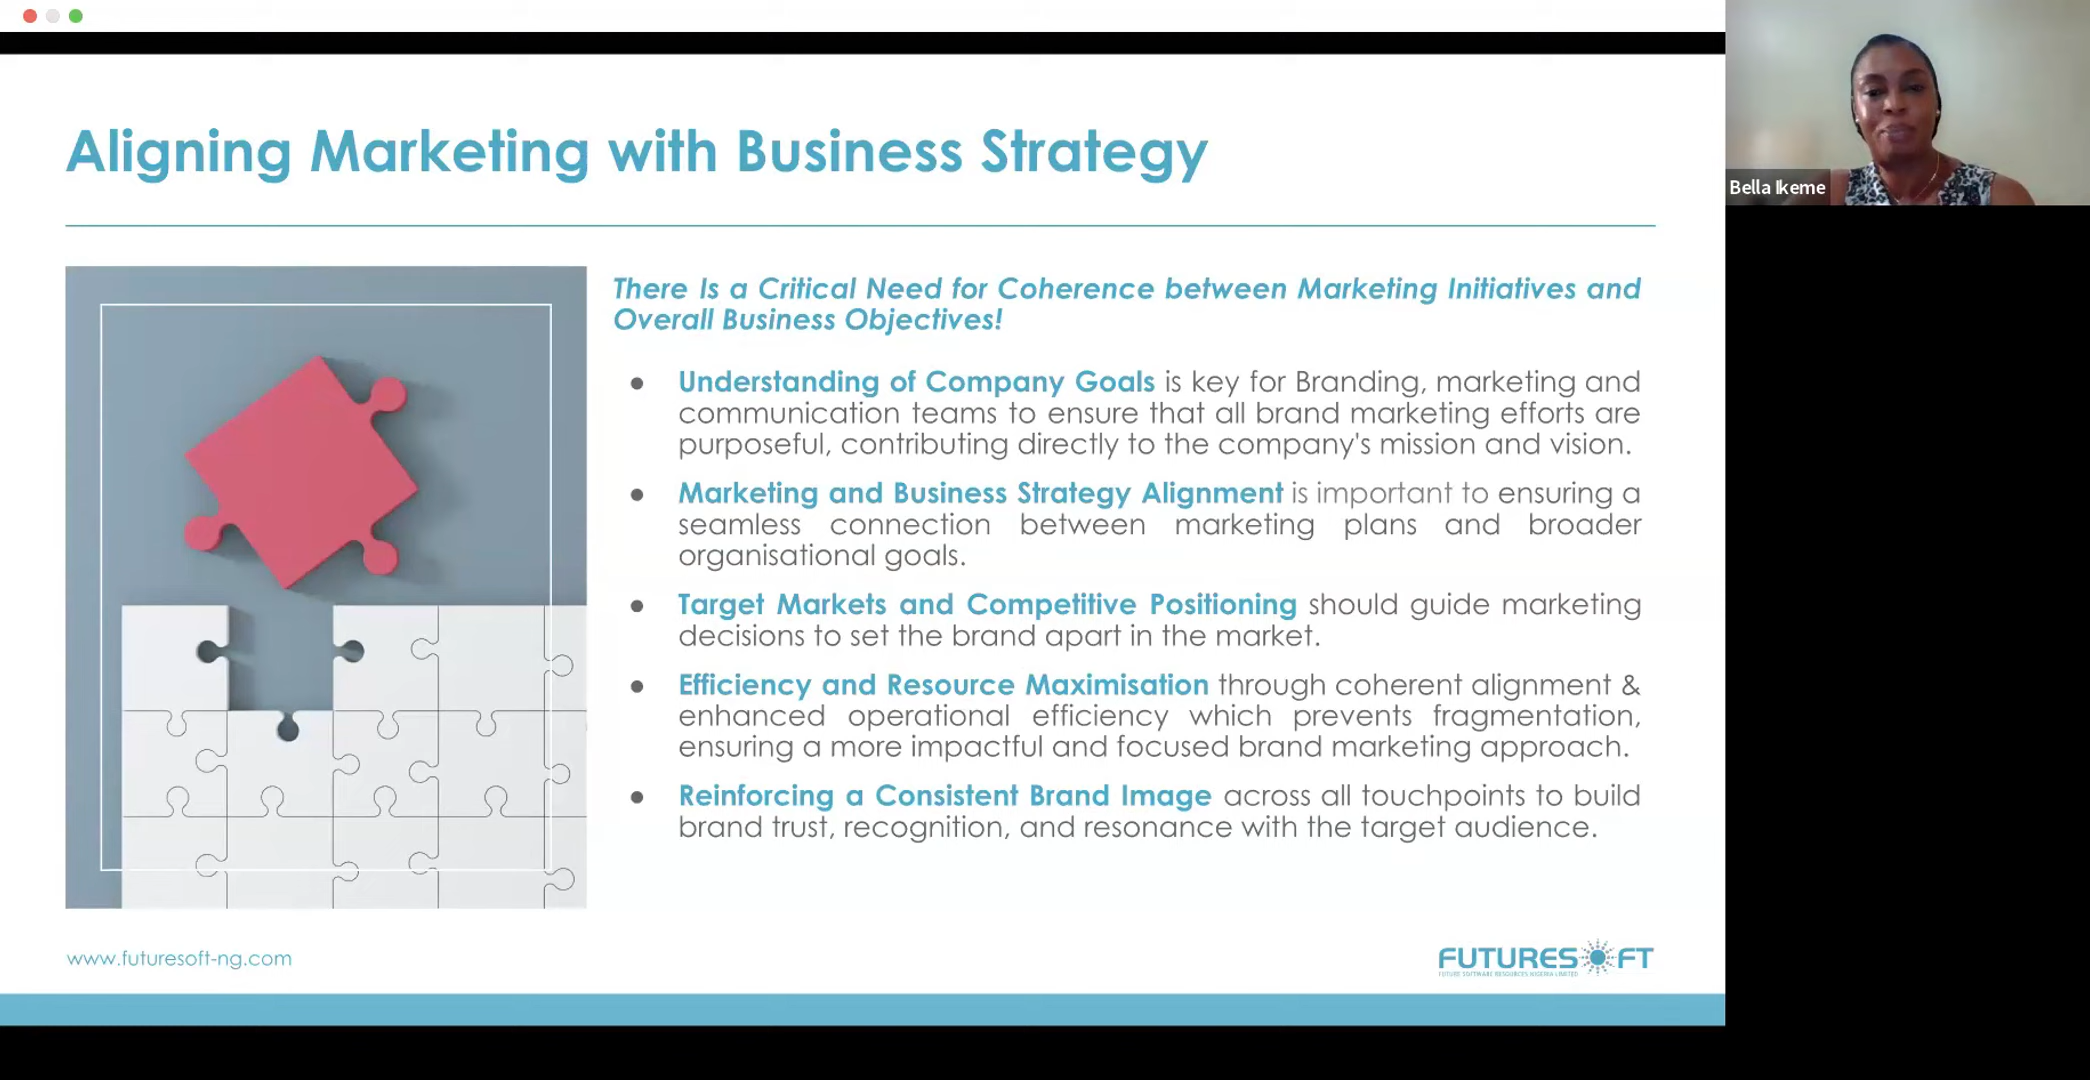 Aligning Marketing with Business Strategy
Bella Ikeme
There Is a Critical Need for Coherence between Marketing Initiatives and
Overall Business Objectives!
● Understanding of Company Goals is key for Branding, marketing and
communication teams to ensure that all brand marketing efforts are
purposeful, contributing directly to the company's mission and vision.
● Marketing and Business Strategy Alignment is important to ensuring a
seamless connection between marketing plans and broader
organisational goals.
● Target Markets and Competitive Positioning should guide marketing
decisions to set the brand apart in the market.
● Efficiency and Resource Maximisation through coherent alignment &
enhanced operational efficiency which prevents fragmentation,
ensuring a more impactful and focused brand marketing approach.
● Reinforcing a Consistent Brand Image across all touchpoints to build
brand trust, recognition, and resonance with the target audience.
www.futuresoft-ng.com
FUTURESOFT
FUTURE SOFTWARE RESOURCES NIGERIA LIMITED